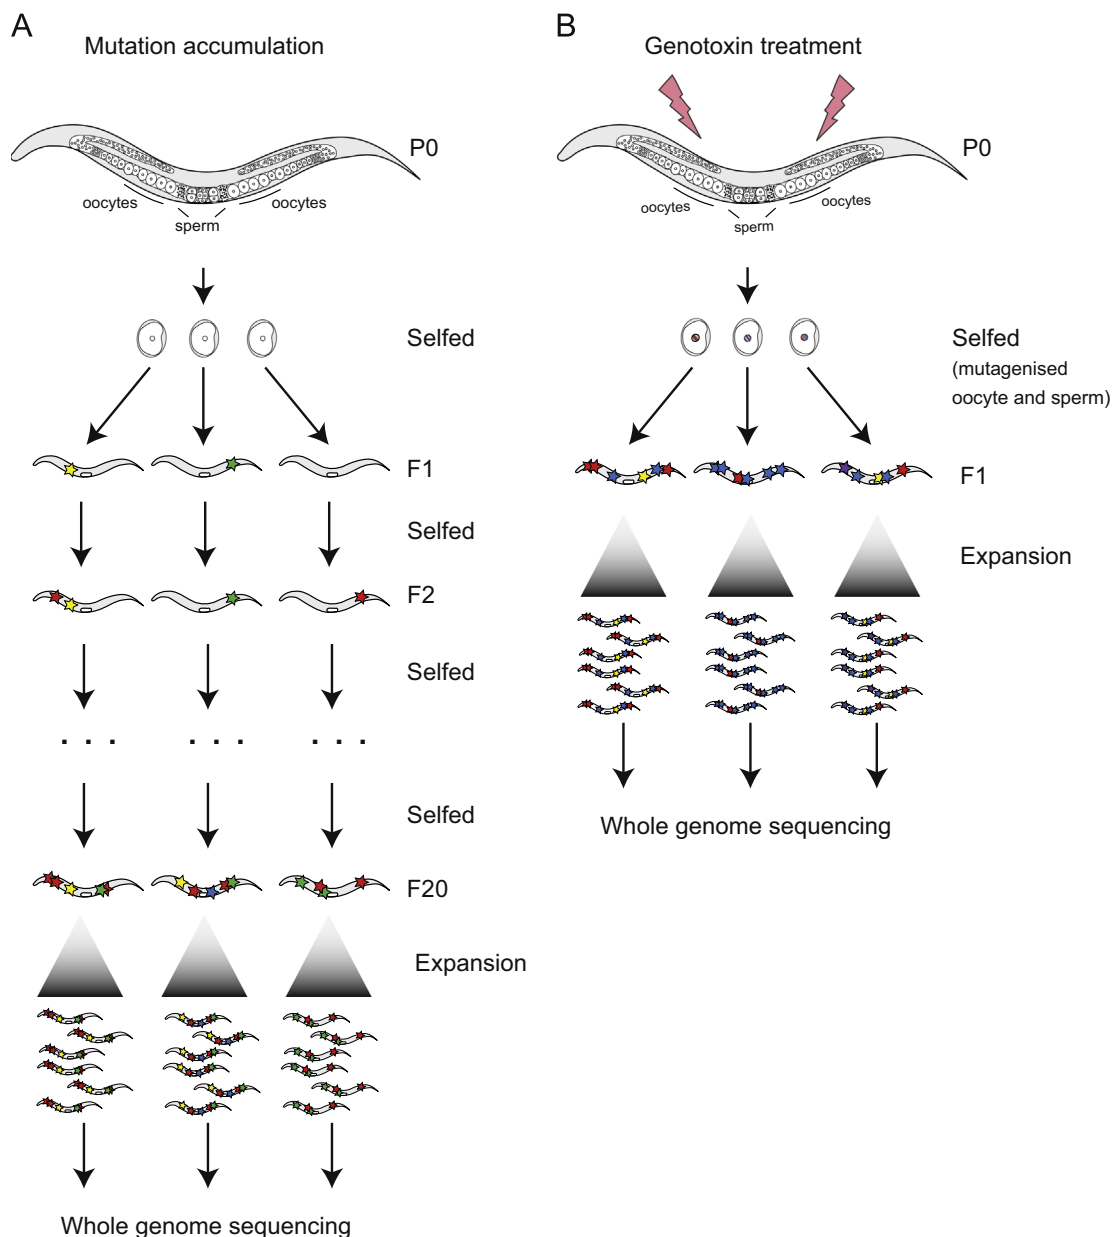 A
Mutation accumulation
P0
oocytes
oocytes
sperm
Selfed
F1
Selfed
F2
Selfed
. . .
. . .
. . .
Selfed
F20
Expansion
Whole genome sequencing
B
Genotoxin treatment
P0
oocytes
oocytes
sperm
Selfed
(mutagenised
oocyte and sperm)
F1
Expansion
Whole genome sequencing